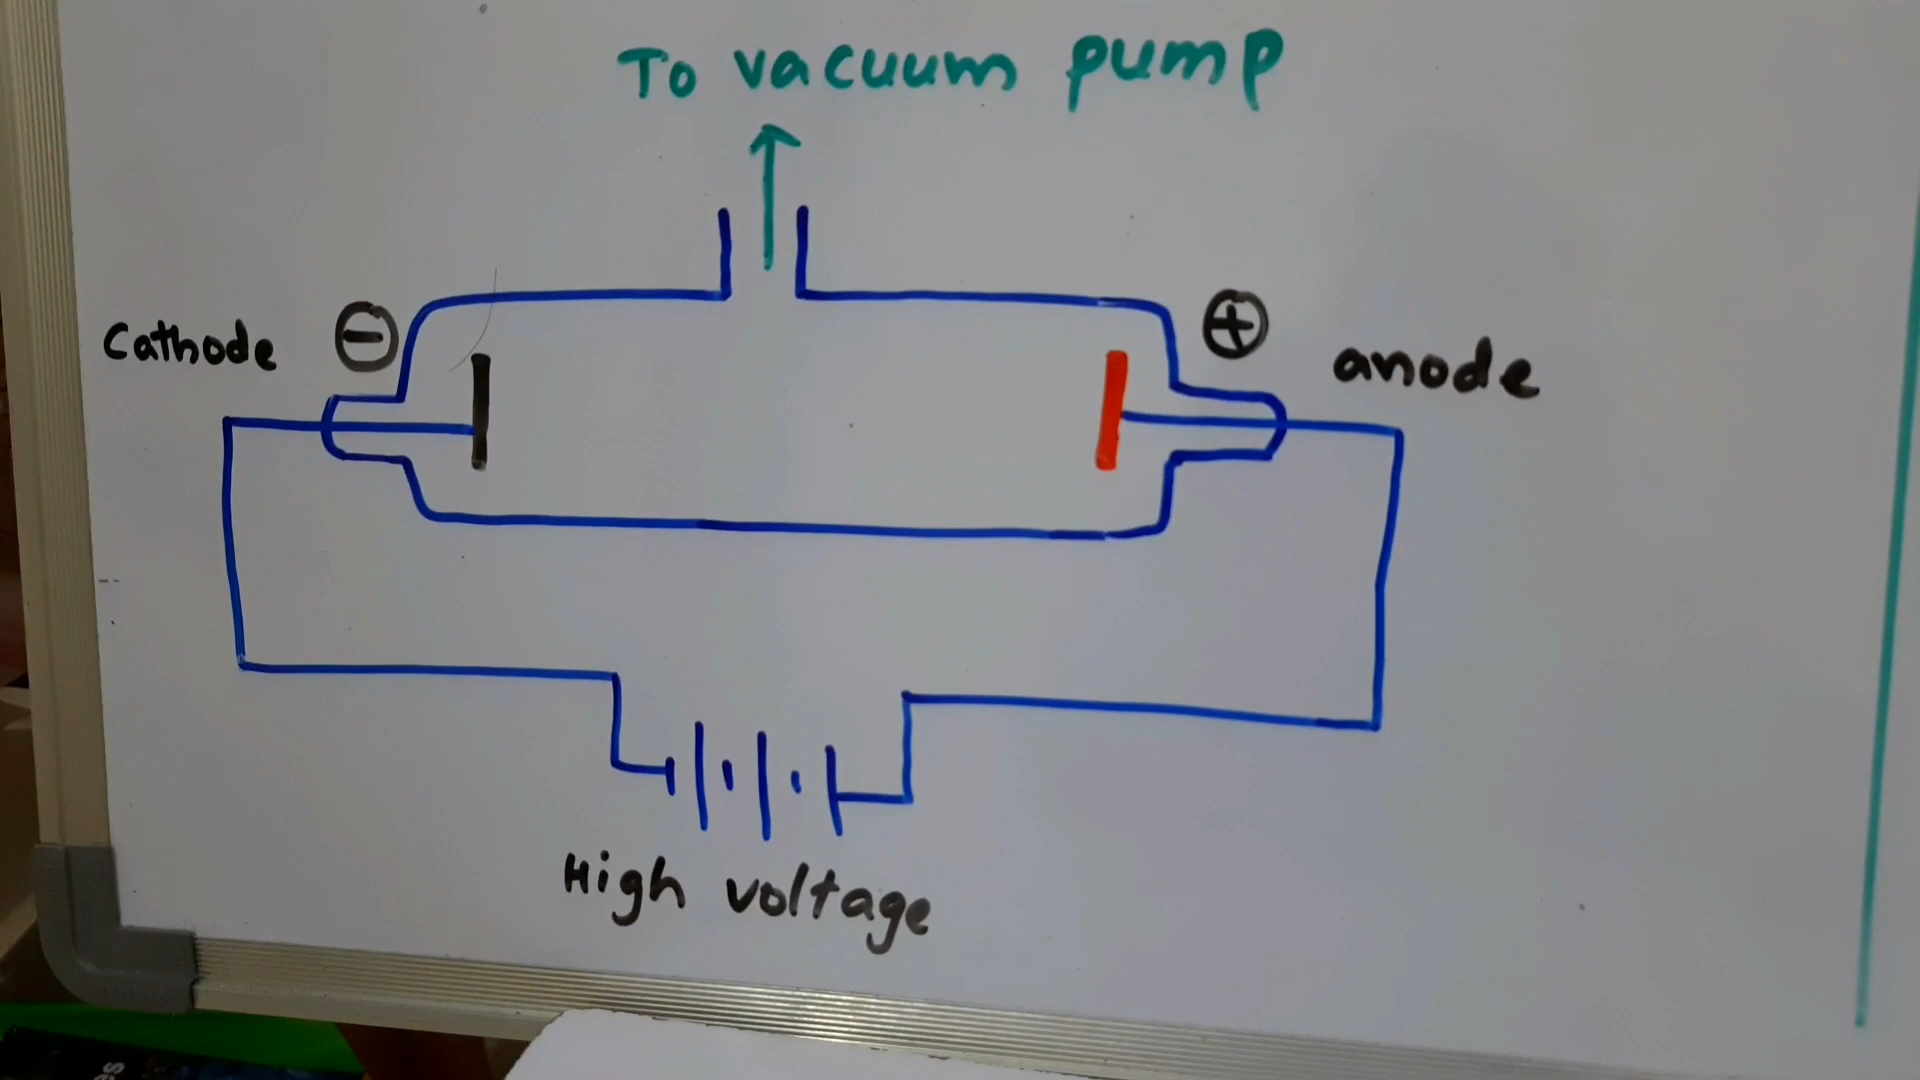 To vacuum pump
Cathode
−
+
anode
High voltage